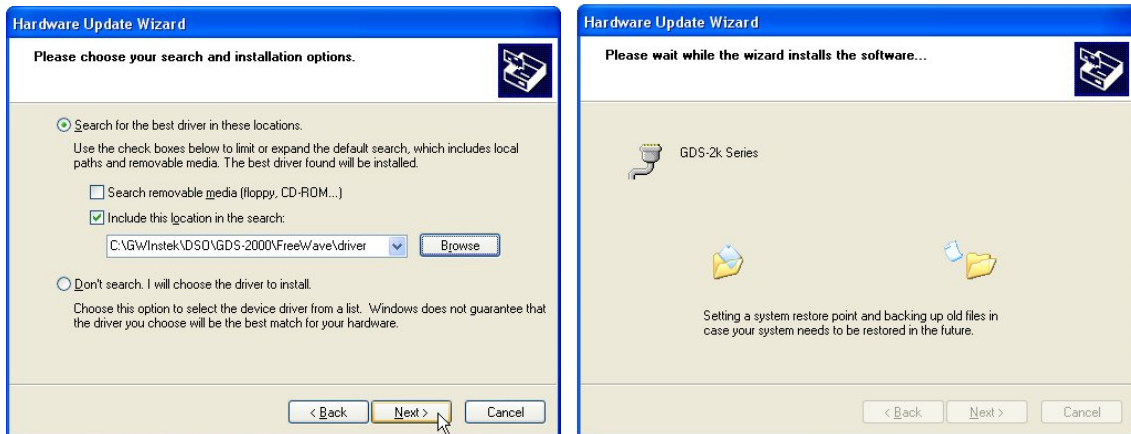 Hardware Update Wizard
Please choose your search and installation options.
Search for the best driver in these locations.
Use the check boxes below to limit or expand the default search, which includes local
paths and removable media. The best driver found will be installed.
Search removable media (floppy, CD-ROM...)
Include this location in the search:
C:\GWInstek\DSO\GDS-2000\FreeWave\driver
Browse
Don't search. I will choose the driver to install.
Choose this option to select the device driver from a list. Windows does not guarantee that
the driver you choose will be the best match for your hardware.
< Back
Next >
Cancel
Hardware Update Wizard
Please wait while the wizard installs the software...
GDS-2k Series
Setting a system restore point and backing up old files in
case your system needs to be restored in the future.
< Back
Next >
Cancel